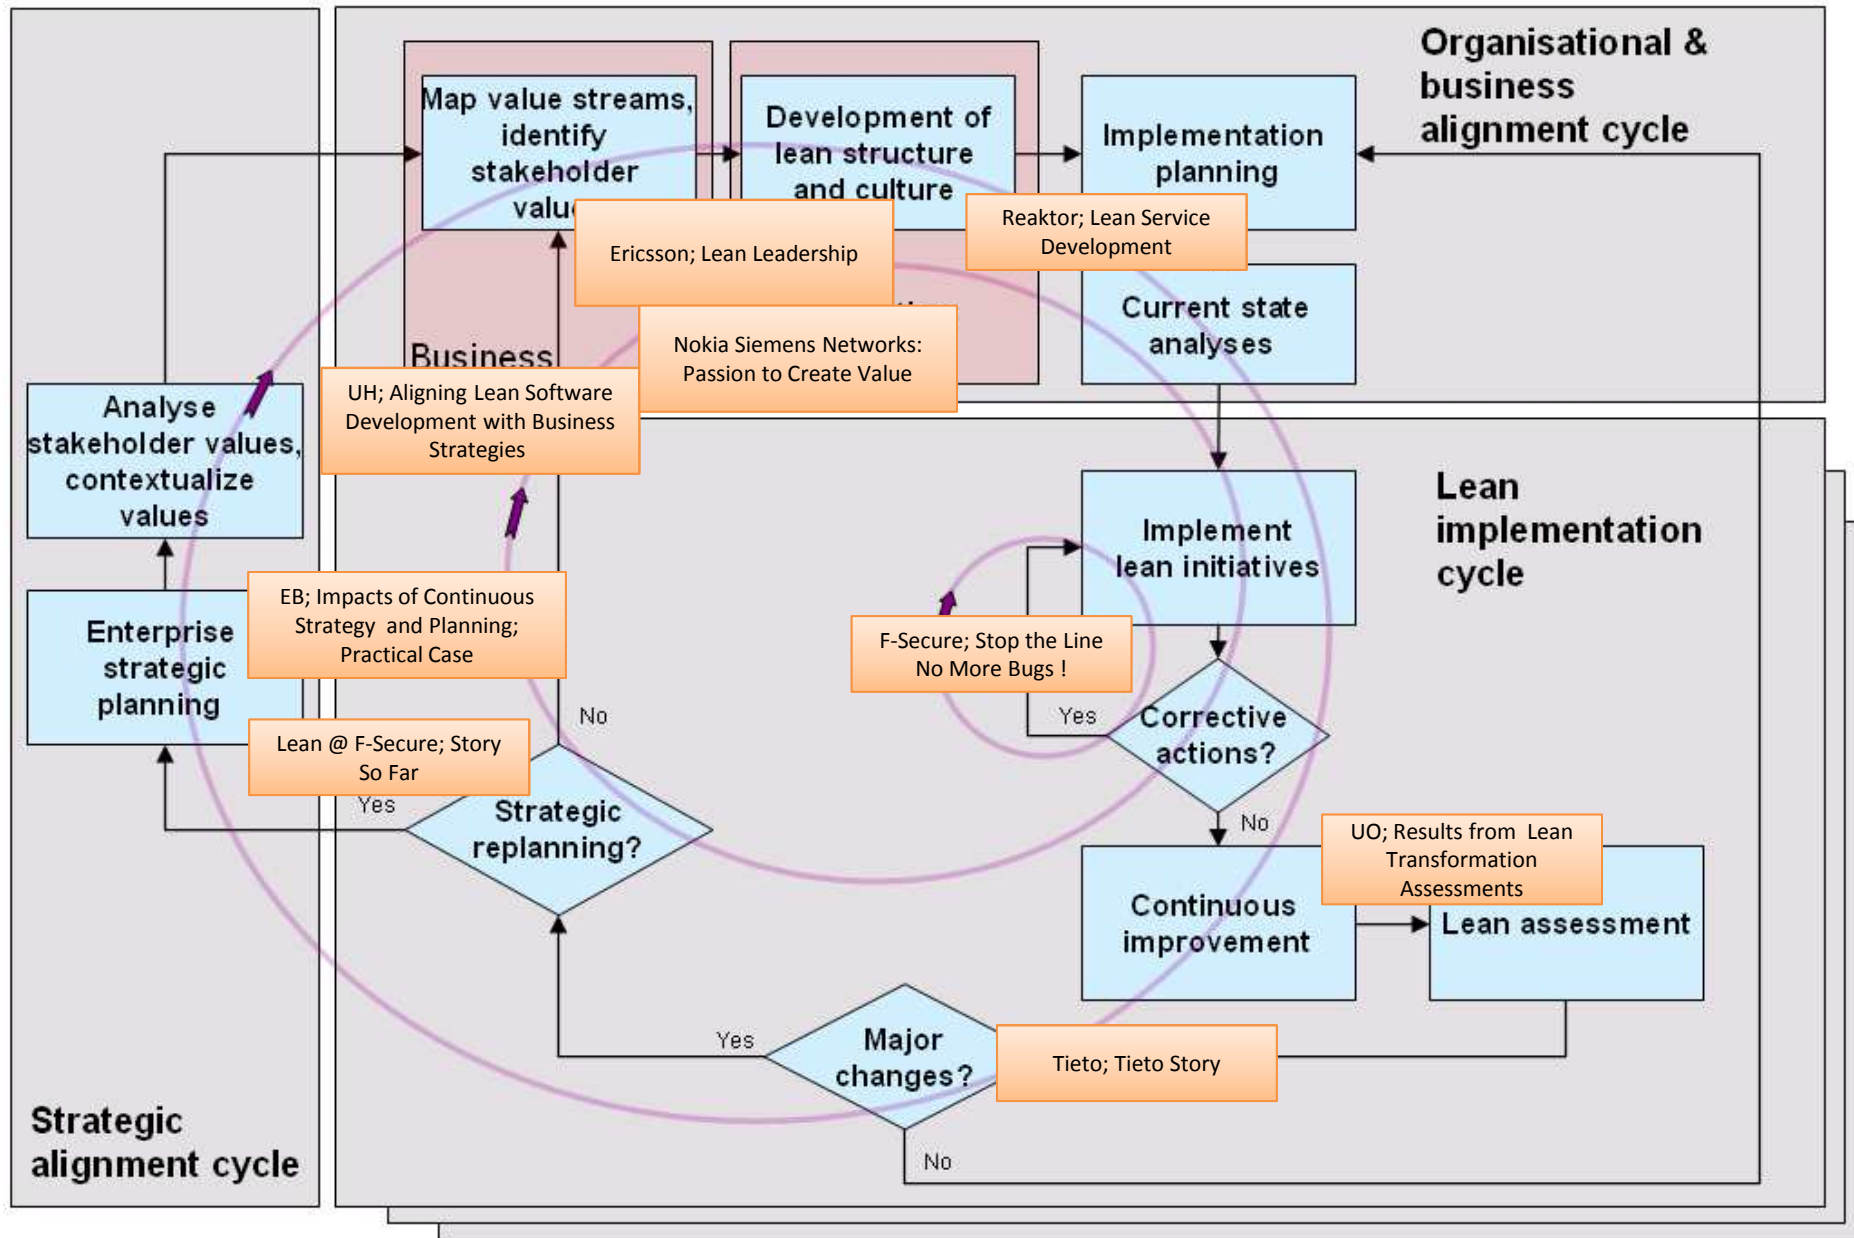 Organisational &
business
alignment cycle
Map value streams,
identify
stakeholder
Development of
lean structure
and culture
Implementation
planning
Reaktor; Lean Service
Development
Ericsson; Lean Leadership
Current state
analyses
Nokia Siemens Networks:
Passion to Create Value
Business
UH; Aligning Lean Software
Development with Business
Strategies
Analyse
stakeholder values,
contextualize
values
Lean
implementation
cycle
Implement
lean initiatives
EB; Impacts of Continuous
Strategy and Planning;
Practical Case
Enterprise
strategic
planning
F-Secure; Stop the Line
No More Bugs !
No
Yes
Corrective
actions?
Lean @ F-Secure; Story
So Far
Yes
Strategic
replanning?
No
UO; Results from Lean
Transformation
Assessments
Continuous
improvement
Lean assessment
Yes
Major
changes?
Tieto; Tieto Story
Strategic
alignment cycle
No